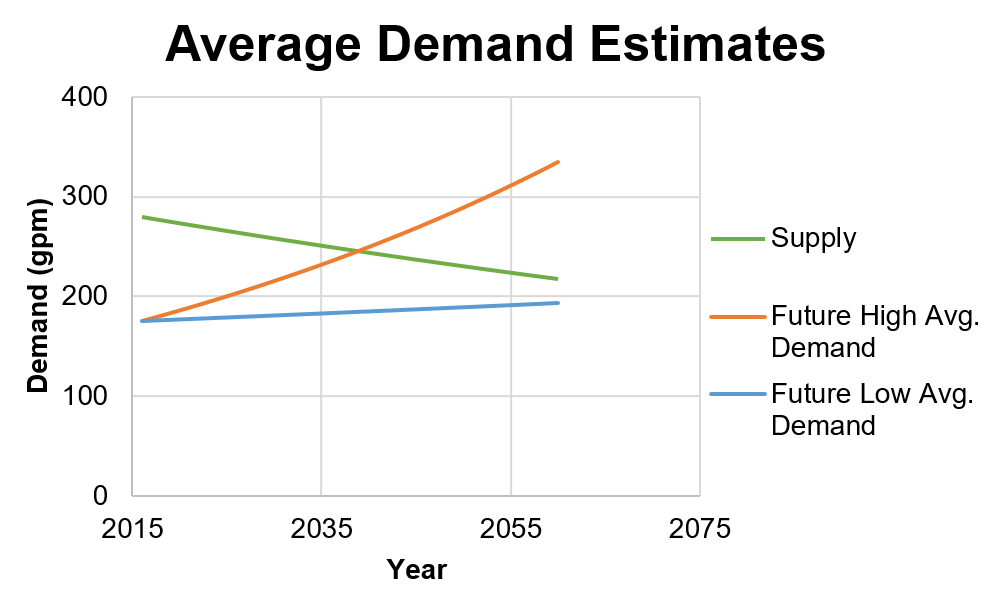 Average Demand Estimates
400
300
200
100
0
Demand (gpm)
2015
2035
2055
2075
Year
Supply
Future High Avg.
Demand
Future Low Avg.
Demand